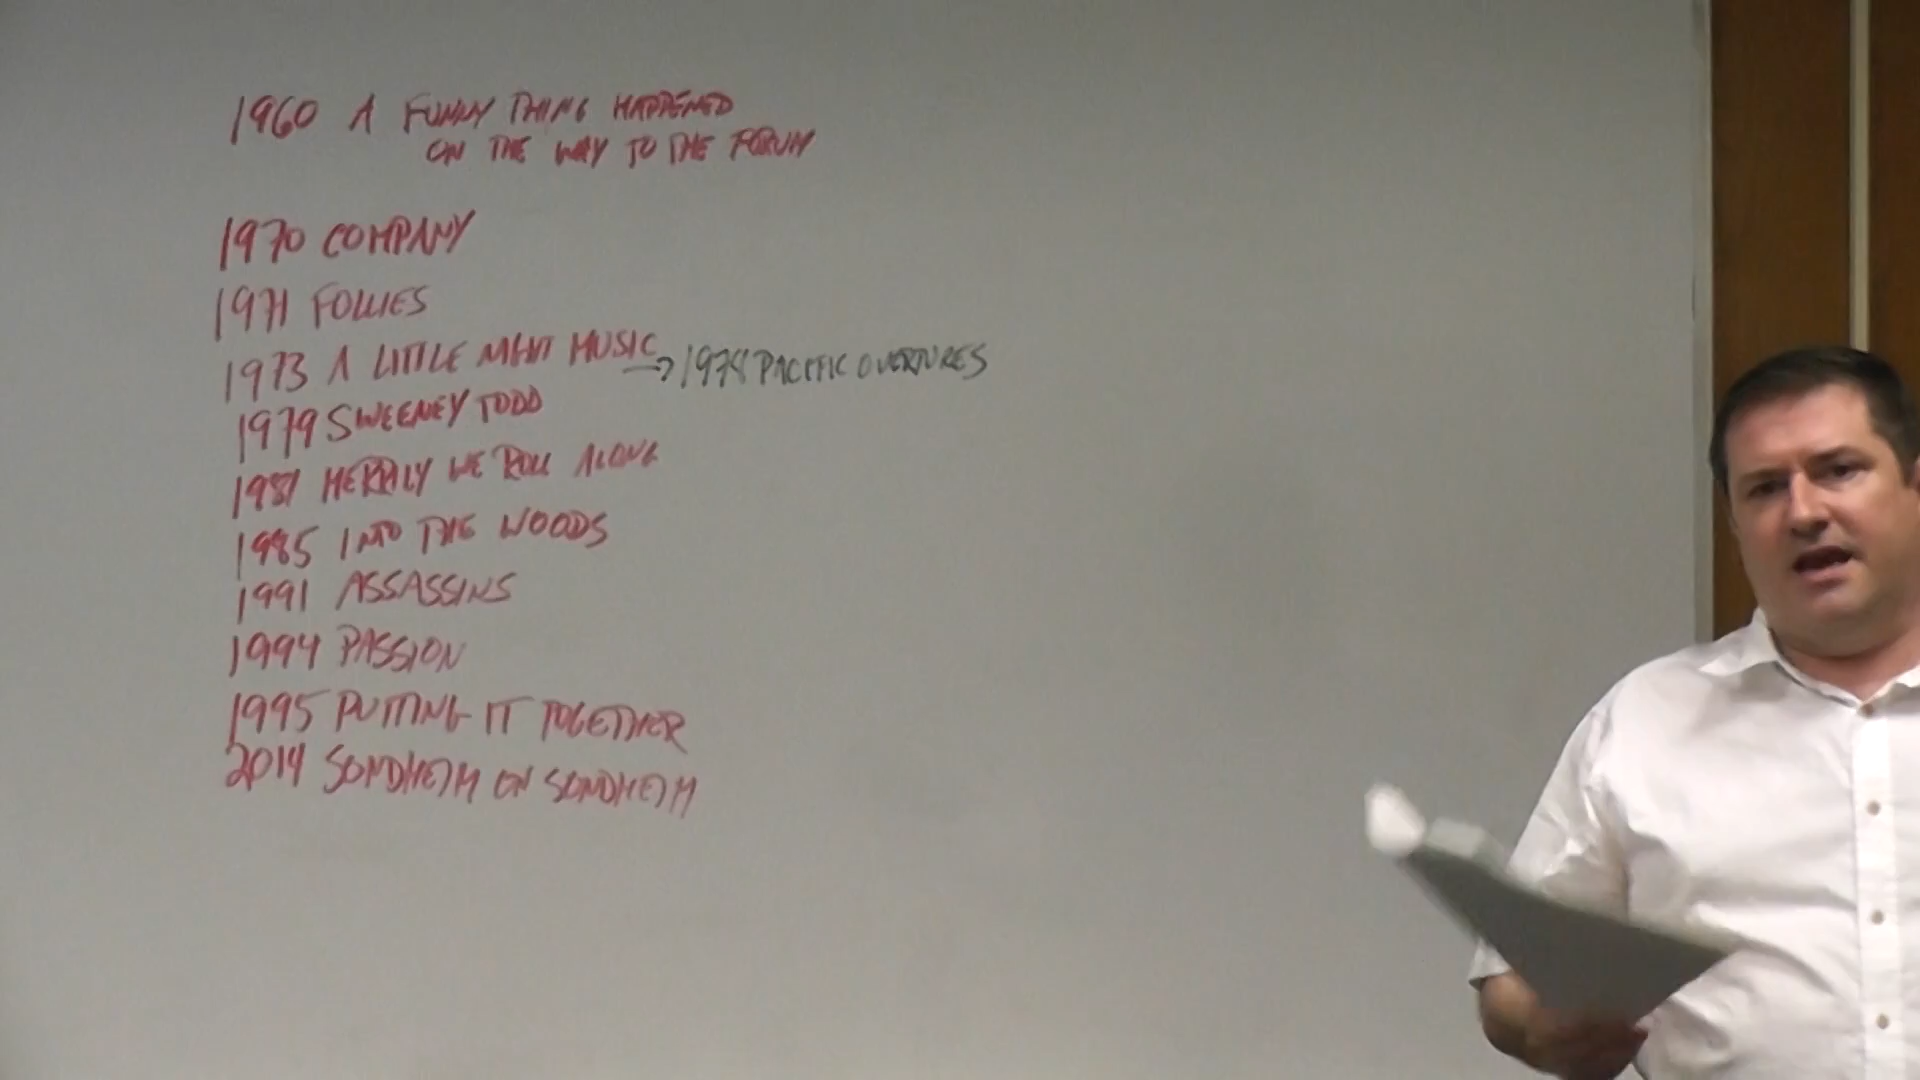 1960 A FUNNY THING HAPPENED
ON THE WAY TO THE FORUM
1970 COMPANY
1971 FOLLIES
1973 A LITTLE NIGHT MUSIC
→ 1978 PACIFIC OVERTURES
1979 SWEENEY TODD
1981 MERRILY WE ROLL ALONG
1985 INTO THE WOODS
1991 ASSASSINS
1994 PASSION
1995 PUTTING IT TOGETHER
2014 SONDHEIM ON SONDHEIM